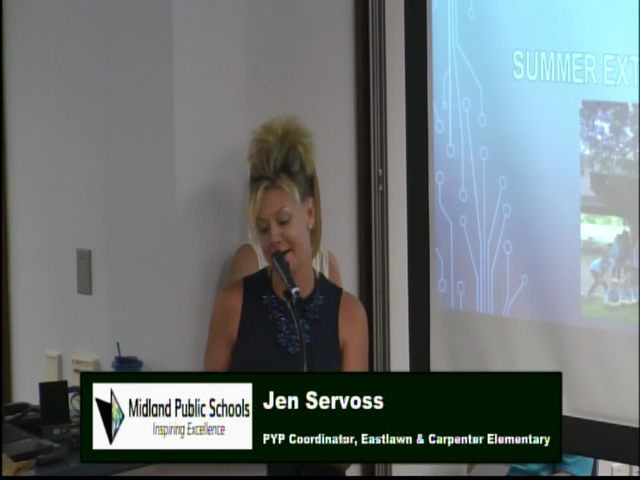 SUMMER EXT
Midland Public Schools
Inspiring Excellence
Jen Servoss
PYP Coordinator, Eastlawn & Carpenter Elementary